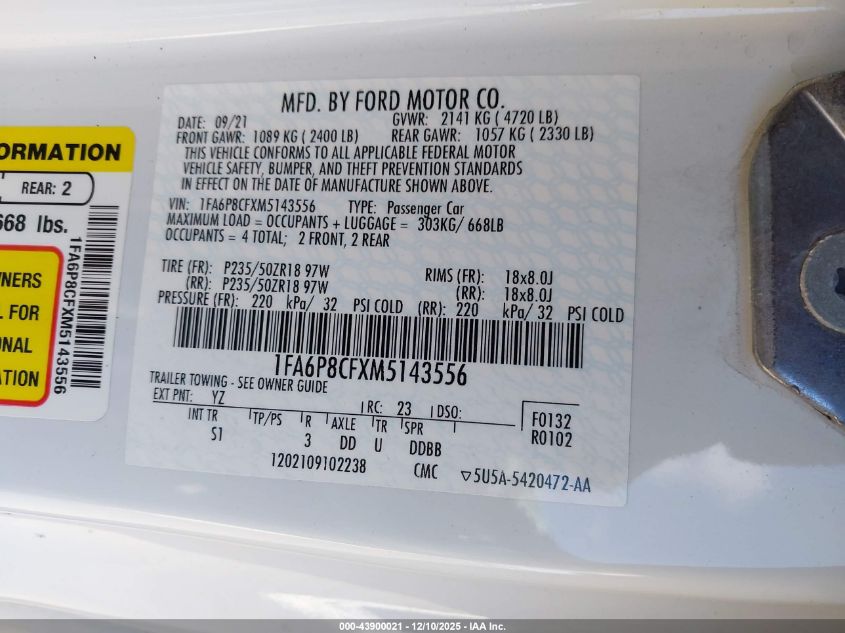 MFD. BY FORD MOTOR CO.
DATE: 09/21 GVWR: 2141 KG ( 4720 LB)
FRONT GAWR: 1089 KG ( 2400 LB) REAR GAWR: 1057 KG ( 2330 LB)
THIS VEHICLE CONFORMS TO ALL APPLICABLE FEDERAL MOTOR
VEHICLE SAFETY, BUMPER, AND THEFT PREVENTION STANDARDS
IN EFFECT ON THE DATE OF MANUFACTURE SHOWN ABOVE.
VIN: 1FA6P8CFXM5143556 TYPE: Passenger Car
MAXIMUM LOAD = OCCUPANTS + LUGGAGE = 303KG/ 668LB
OCCUPANTS = 4 TOTAL; 2 FRONT, 2 REAR
TIRE (FR): P235/50ZR18 97W RIMS (FR): 18x8.0J
(RR): P235/50ZR18 97W (RR): 18x8.0J
PRESSURE (FR): 220 kPa/ 32 PSI COLD (RR): 220 kPa/ 32 PSI COLD
1FA6P8CFXM5143556
TRAILER TOWING - SEE OWNER GUIDE
EXT PNT: YZ RC: 23 DSO: F0132
INT TR TP/PS R AXLE TR SPR R0102
S1 3 DD U DDBB
1202109102238 CMC ▽5U5A-5420472-AA
ORMATION
REAR: 2
668 lbs.
NERS
L FOR
ONAL
ATION
1FA6P8CFXM5143556
000-43900021 - 12/10/2025 - IAA Inc.